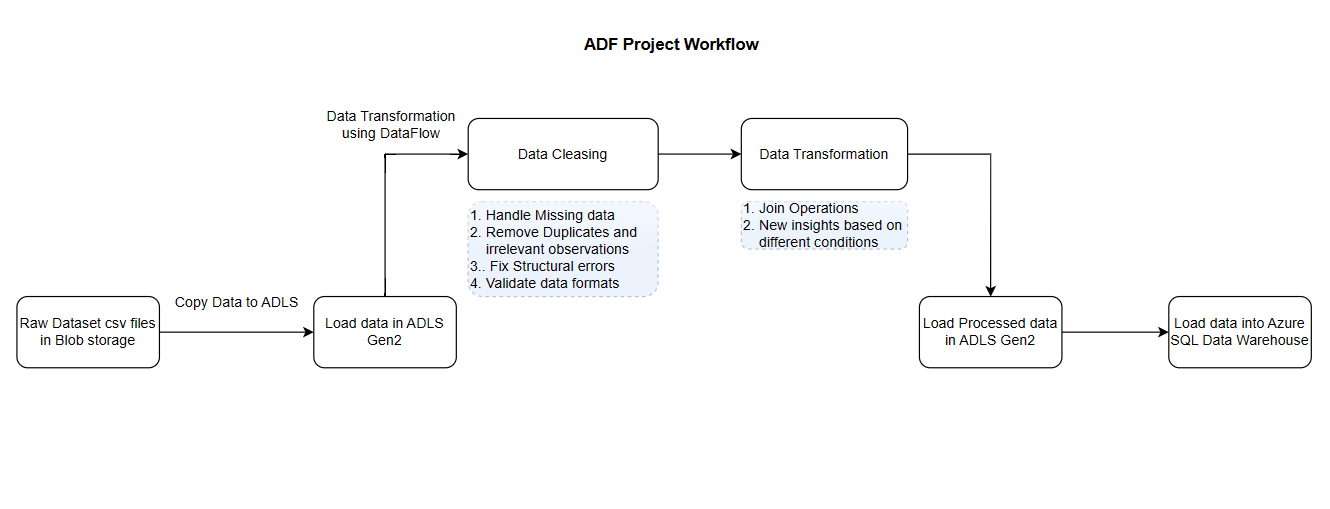 ADF Project Workflow
Data Transformation
using DataFlow
Data Cleasing
Data Transformation
1. Handle Missing data
2. Remove Duplicates and
irrelevant observations
3.. Fix Structural errors
4. Validate data formats
1. Join Operations
2. New insights based on
different conditions
Raw Dataset csv files
in Blob storage
Copy Data to ADLS
Load data in ADLS
Gen2
Load Processed data
in ADLS Gen2
Load data into Azure
SQL Data Warehouse